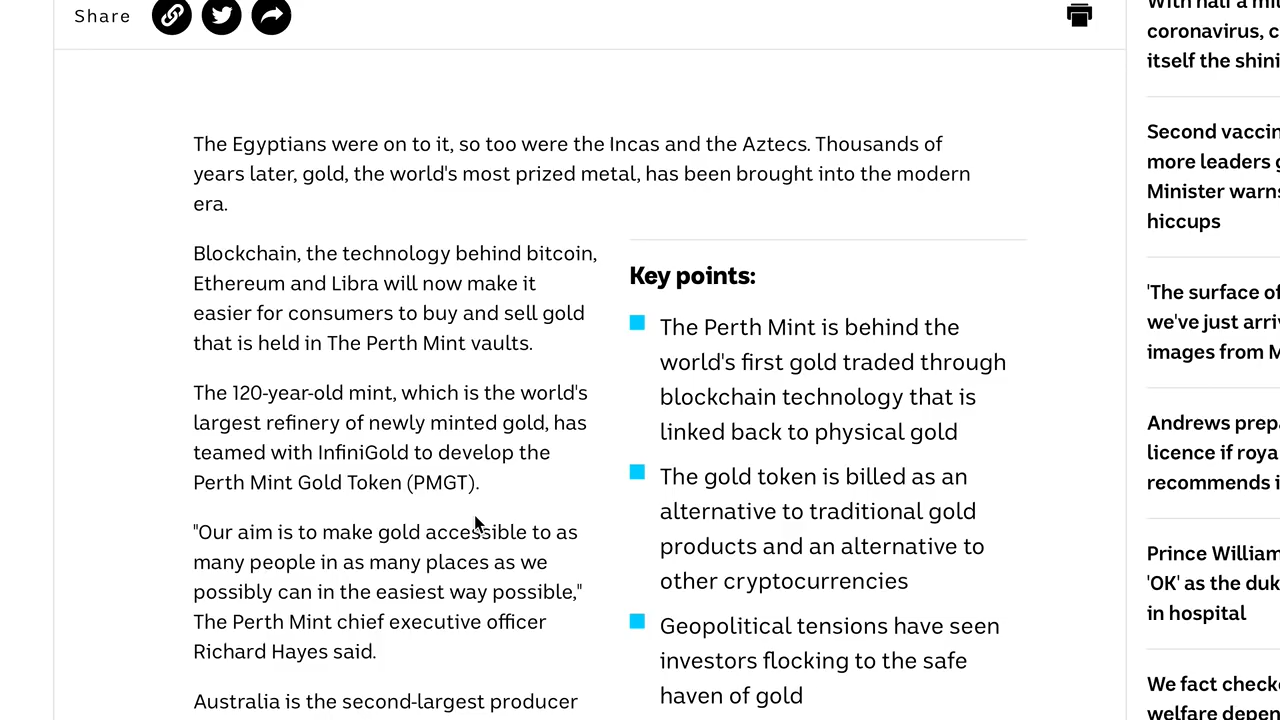 Share
The Egyptians were on to it, so too were the Incas and the Aztecs. Thousands of
years later, gold, the world's most prized metal, has been brought into the modern
era.
Blockchain, the technology behind bitcoin,
Ethereum and Libra will now make it
easier for consumers to buy and sell gold
that is held in The Perth Mint vaults.
The 120-year-old mint, which is the world's
largest refinery of newly minted gold, has
teamed with InfiniGold to develop the
Perth Mint Gold Token (PMGT).
"Our aim is to make gold accessible to as
many people in as many places as we
possibly can in the easiest way possible,"
The Perth Mint chief executive officer
Richard Hayes said.
Australia is the second-largest producer
Key points:
The Perth Mint is behind the
world's first gold traded through
blockchain technology that is
linked back to physical gold
The gold token is billed as an
alternative to traditional gold
products and an alternative to
other cryptocurrencies
Geopolitical tensions have seen
investors flocking to the safe
haven of gold
With half a mil
coronavirus, c
itself the shini
Second vaccin
more leaders g
Minister warns
hiccups
'The surface of
we've just arri
images from M
Andrews prepa
licence if roya
recommends i
Prince William
'OK' as the duk
in hospital
We fact checke
welfare depen